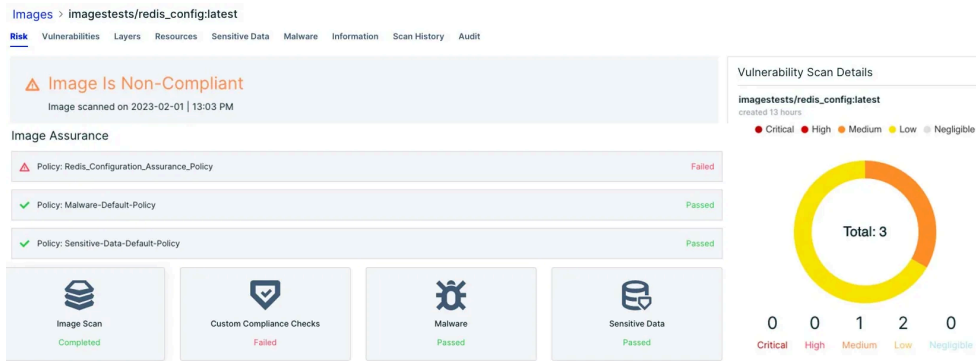 Images > imagestests/redis_config:latest
Risk Vulnerabilities Layers Resources Sensitive Data Malware Information Scan History Audit
Image Is Non-Compliant
Image scanned on 2023-02-01 | 13:03 PM
Image Assurance
Policy: Redis_Configuration_Assurance_Policy Failed
Policy: Malware-Default-Policy Passed
Policy: Sensitive-Data-Default-Policy Passed
Image Scan
Completed
Custom Compliance Checks
Failed
Malware
Passed
Sensitive Data
Passed
Vulnerability Scan Details
imagestests/redis_config:latest
created 13 hours
Critical High Medium Low Negligible
Total: 3
0 0 1 2 0
Critical High Medium Low Negligible